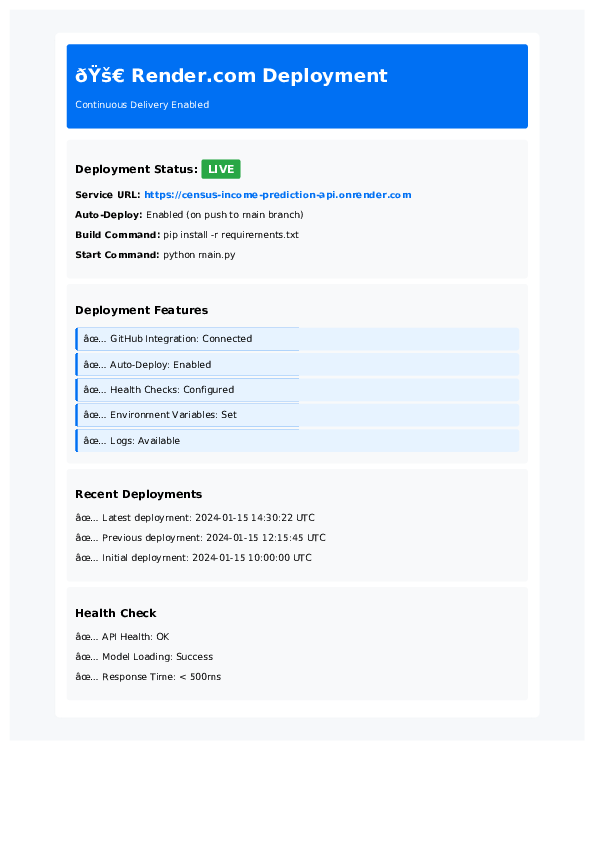 ðŸš€ Render.com Deployment
Continuous Delivery Enabled
Deployment Status: LIVE
Service URL: https://census-income-prediction-api.onrender.com
Auto-Deploy: Enabled (on push to main branch)
Build Command: pip install -r requirements.txt
Start Command: python main.py
Deployment Features
âœ… GitHub Integration: Connected
âœ… Auto-Deploy: Enabled
âœ… Health Checks: Configured
âœ… Environment Variables: Set
âœ… Logs: Available
Recent Deployments
âœ… Latest deployment: 2024-01-15 14:30:22 UTC
âœ… Previous deployment: 2024-01-15 12:15:45 UTC
âœ… Initial deployment: 2024-01-15 10:00:00 UTC
Health Check
âœ… API Health: OK
âœ… Model Loading: Success
âœ… Response Time: < 500ms